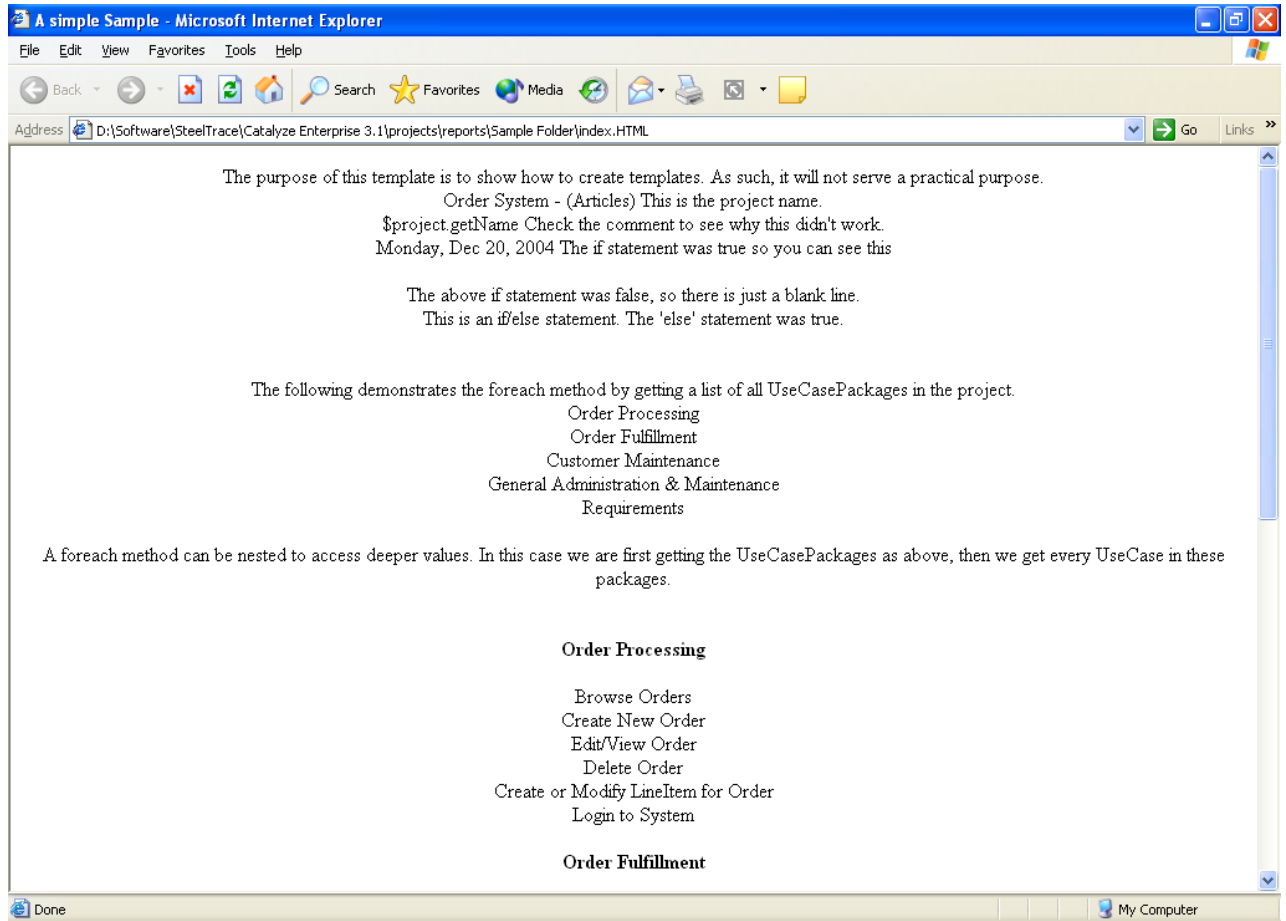 A simple Sample - Microsoft Internet Explorer
File Edit View Favorites Tools Help
Back Search Favorites Media
Address D:\Software\SteelTrace\Catalyze Enterprise 3.1\projects\reports\Sample Folder\index.HTML Go Links »
The purpose of this template is to show how to create templates. As such, it will not serve a practical purpose.
Order System - (Articles) This is the project name.
$project.getName Check the comment to see why this didn't work.
Monday, Dec 20, 2004 The if statement was true so you can see this
The above if statement was false, so there is just a blank line.
This is an if/else statement. The 'else' statement was true.
The following demonstrates the foreach method by getting a list of all UseCasePackages in the project.
Order Processing
Order Fulfillment
Customer Maintenance
General Administration & Maintenance
Requirements
A foreach method can be nested to access deeper values. In this case we are first getting the UseCasePackages as above, then we get every UseCase in these
packages.
Order Processing
Browse Orders
Create New Order
Edit/View Order
Delete Order
Create or Modify LineItem for Order
Login to System
Order Fulfillment
Done My Computer